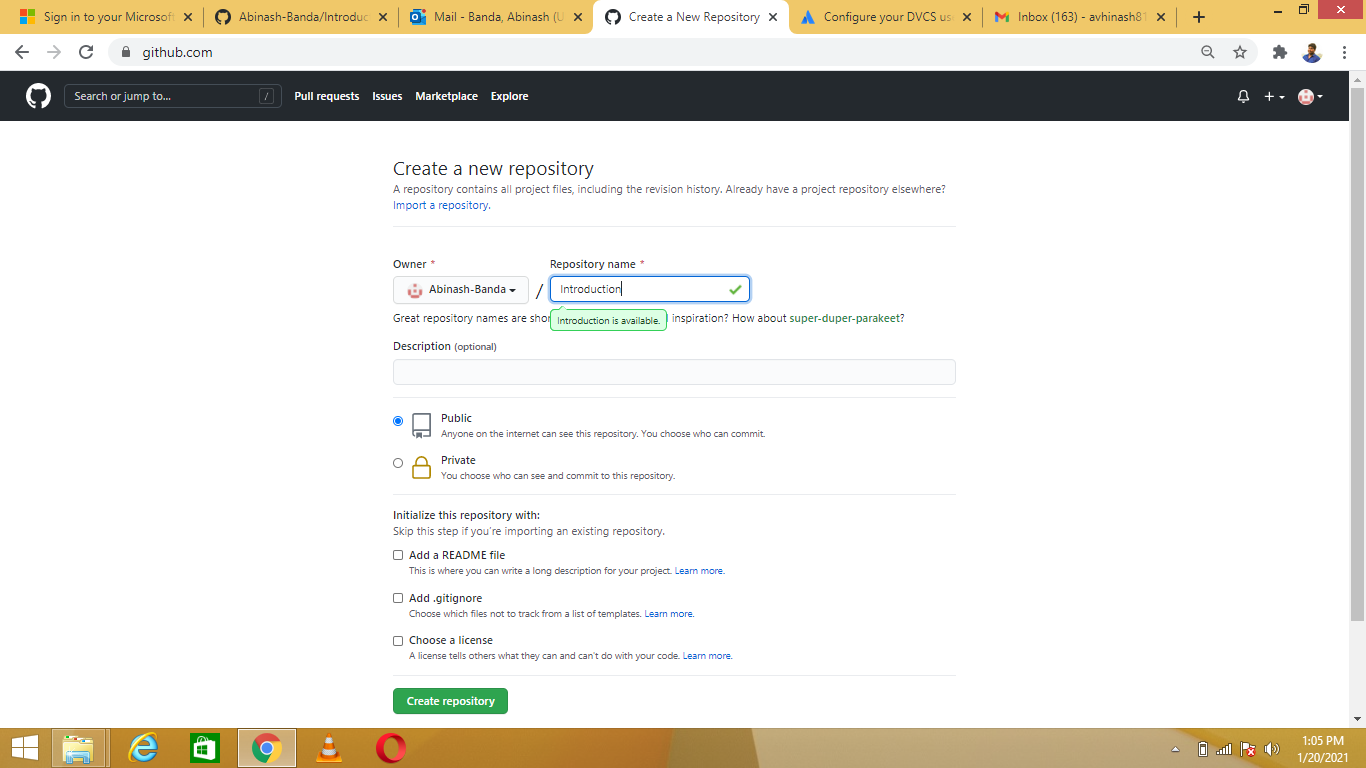 Sign in to your Microsoft
Abinash-Banda/Introduc
Mail - Banda, Abinash (U
Create a New Repository
Configure your DVCS us
Inbox (163) - avhinash81
github.com
Search or jump to...
/
Pull requests
Issues
Marketplace
Explore
Create a new repository
A repository contains all project files, including the revision history. Already have a project repository elsewhere?
Import a repository.
Owner *
Repository name *
Abinash-Banda
/
Introduction
Great repository names are shor
Introduction is available.
inspiration? How about super-duper-parakeet?
Description (optional)
Public
Anyone on the internet can see this repository. You choose who can commit.
Private
You choose who can see and commit to this repository.
Initialize this repository with:
Skip this step if you're importing an existing repository.
Add a README file
This is where you can write a long description for your project. Learn more.
Add .gitignore
Choose which files not to track from a list of templates. Learn more.
Choose a license
A license tells others what they can and can't do with your code. Learn more.
Create repository
1:05 PM
1/20/2021